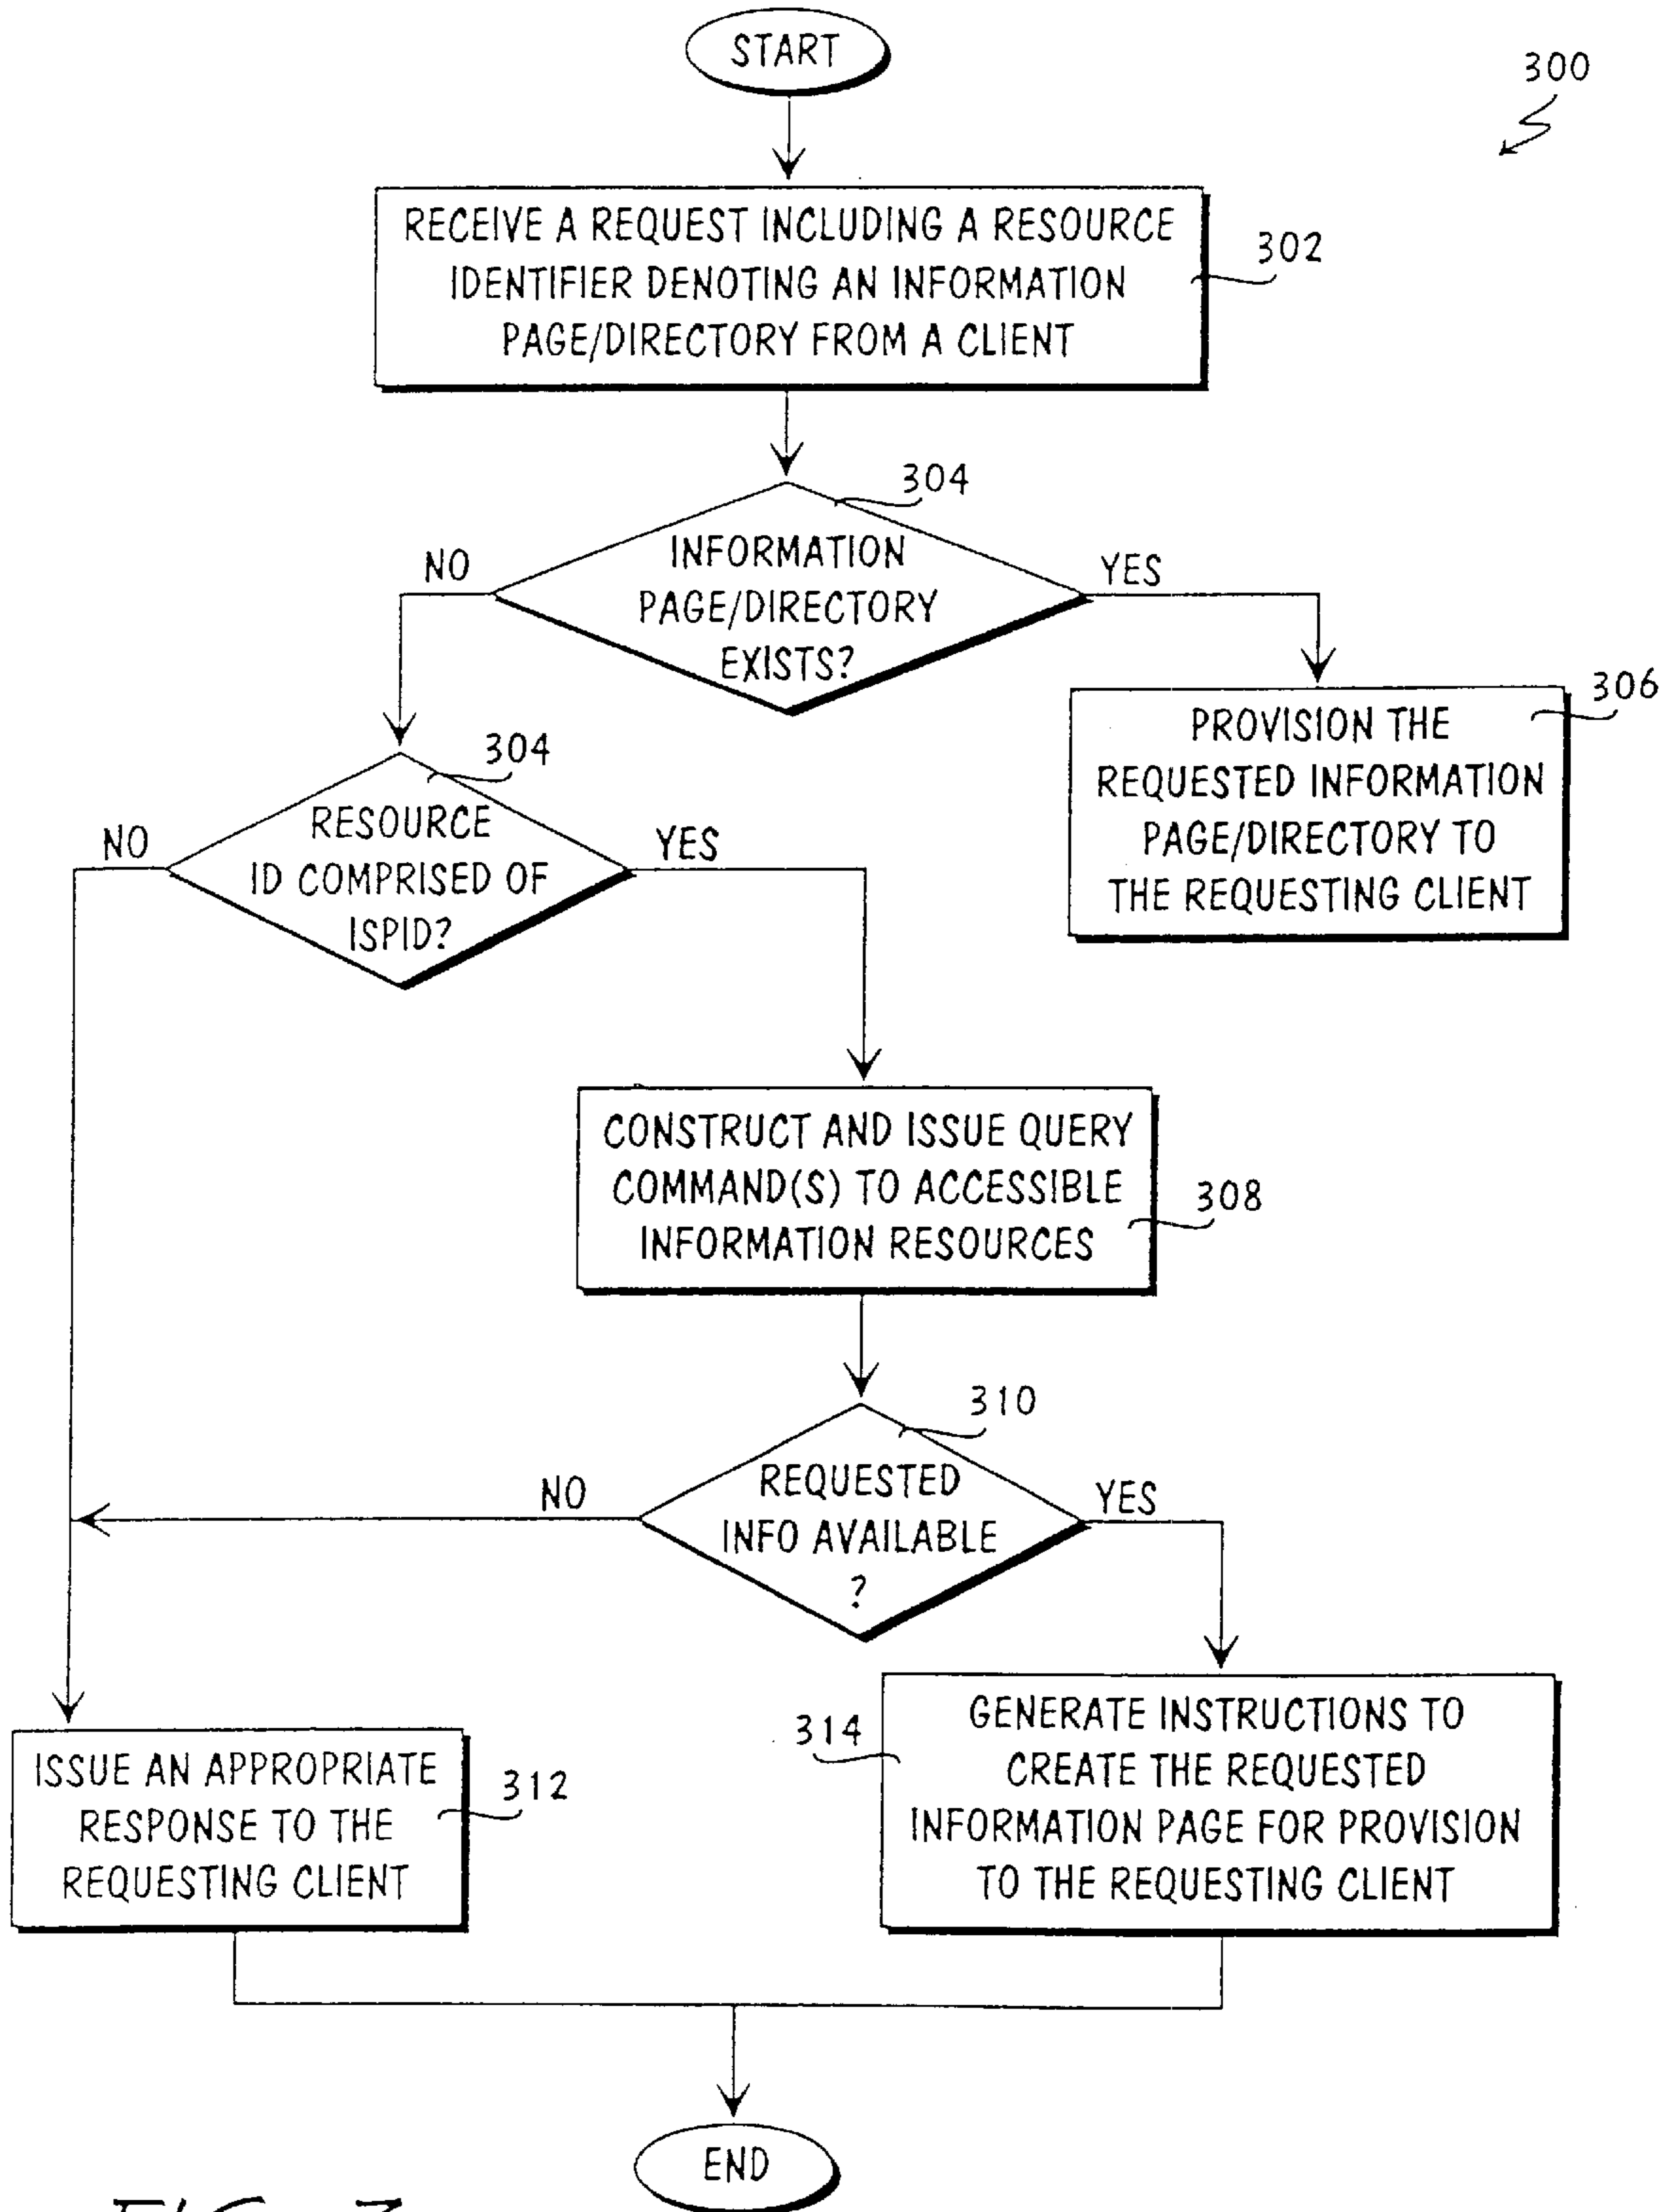 START
300
RECEIVE A REQUEST INCLUDING A RESOURCE
IDENTIFIER DENOTING AN INFORMATION
PAGE/DIRECTORY FROM A CLIENT
302
304
INFORMATION
PAGE/DIRECTORY
EXISTS?
NO
YES
306
PROVISION THE
REQUESTED INFORMATION
PAGE/DIRECTORY TO
THE REQUESTING CLIENT
304
RESOURCE
ID COMPRISED OF
ISPID?
NO
YES
CONSTRUCT AND ISSUE QUERY
COMMAND(S) TO ACCESSIBLE
INFORMATION RESOURCES
308
310
REQUESTED
INFO AVAILABLE
?
NO
YES
ISSUE AN APPROPRIATE
RESPONSE TO THE
REQUESTING CLIENT
312
314
GENERATE INSTRUCTIONS TO
CREATE THE REQUESTED
INFORMATION PAGE FOR PROVISION
TO THE REQUESTING CLIENT
END